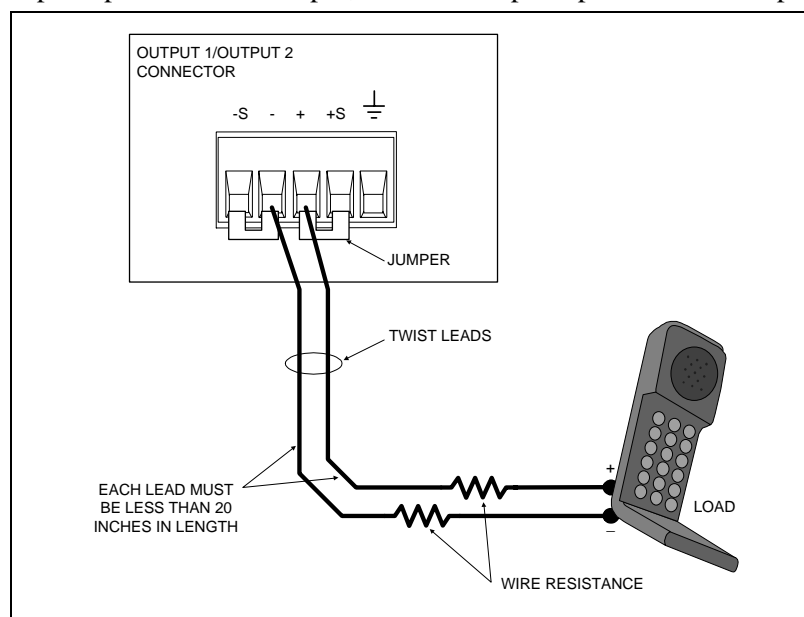 OUTPUT 1/OUTPUT 2
CONNECTOR
-S - + +S
JUMPER
TWIST LEADS
EACH LEAD MUST
BE LESS THAN 20
INCHES IN LENGTH
+
LOAD
_
WIRE RESISTANCE